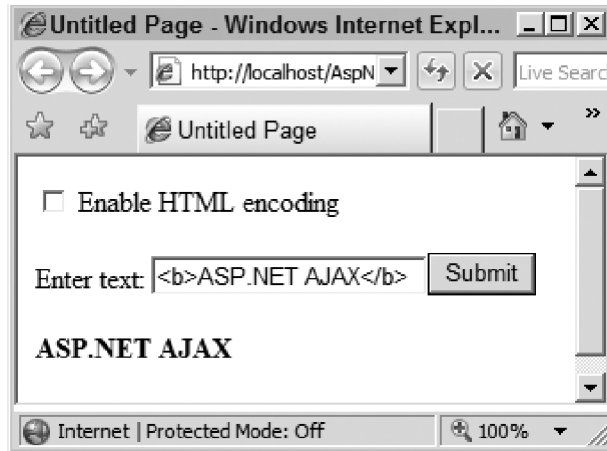 Untitled Page - Windows Internet Expl...
http://localhost/AspN
Live Searc
Untitled Page
Enable HTML encoding
Enter text: <b>ASP.NET AJAX</b> Submit
ASP.NET AJAX
Internet | Protected Mode: Off 100%